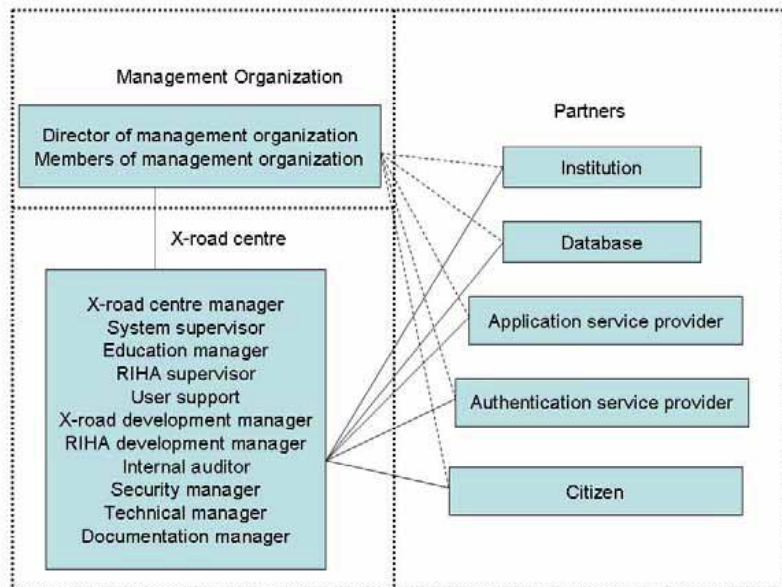 Management Organization
Director of management organization
Members of management organization
X-road centre
X-road centre manager
System supervisor
Education manager
RIHA supervisor
User support
X-road development manager
RIHA development manager
Internal auditor
Security manager
Technical manager
Documentation manager
Partners
Institution
Database
Application service provider
Authentication service provider
Citizen